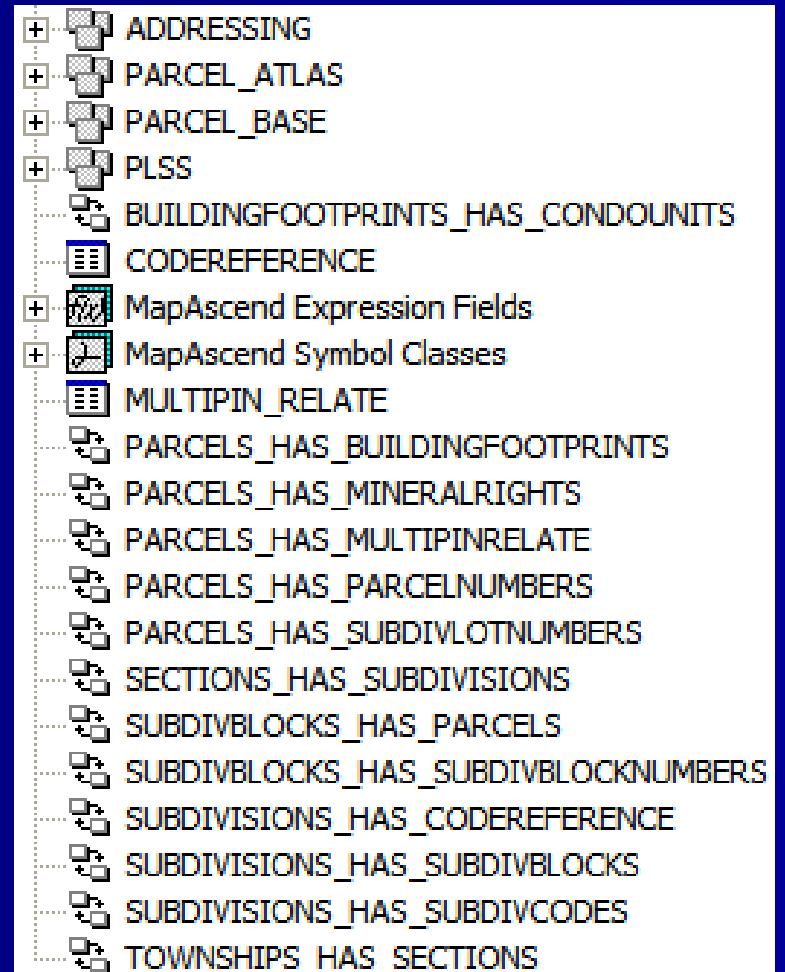 ADDRESSING
PARCEL_ATLAS
PARCEL_BASE
PLSS
BUILDINGFOOTPRINTS_HAS_CONDOUNITS
CODEREFERENCE
MapAscend Expression Fields
MapAscend Symbol Classes
MULTIPIN_RELATE
PARCELS_HAS_BUILDINGFOOTPRINTS
PARCELS_HAS_MINERALRIGHTS
PARCELS_HAS_MULTIPINRELATE
PARCELS_HAS_PARCELNUMBERS
PARCELS_HAS_SUBDIVLOTNUMBERS
SECTIONS_HAS_SUBDIVISIONS
SUBDIVBLOCKS_HAS_PARCELS
SUBDIVBLOCKS_HAS_SUBDIVBLOCKNUMBERS
SUBDIVISIONS_HAS_CODEREFERENCE
SUBDIVISIONS_HAS_SUBDIVBLOCKS
SUBDIVISIONS_HAS_SUBDIVCODES
TOWNSHIPS_HAS_SECTIONS